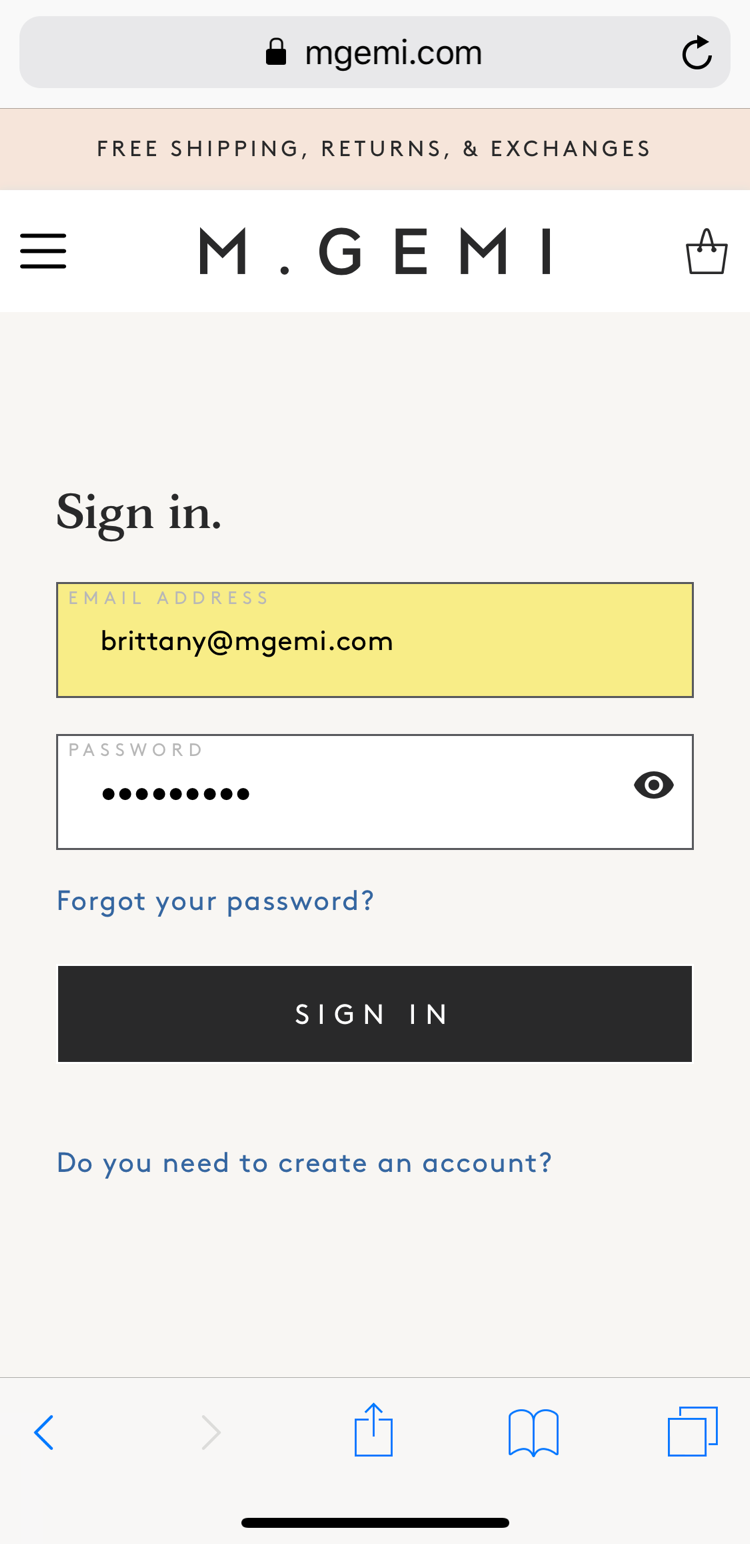 mgemi.com
FREE SHIPPING, RETURNS, & EXCHANGES
M.GEMI
Sign in.
EMAIL ADDRESS
brittany@mgemi.com
PASSWORD
•••••••••
Forgot your password?
SIGN IN
Do you need to create an account?